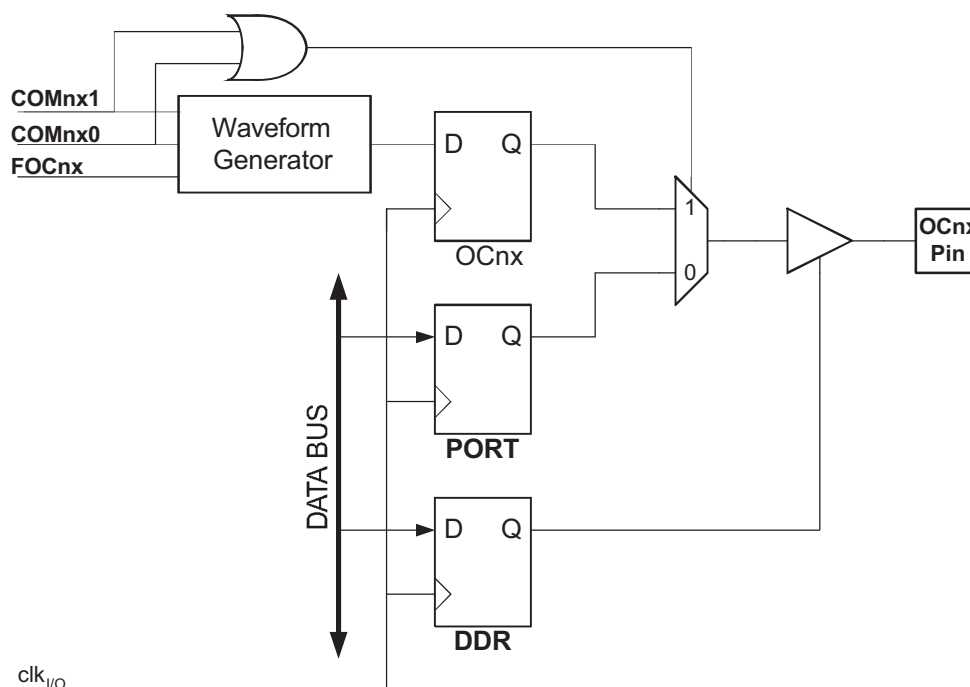 COMnx1
COMnx0
FOCnx
Waveform
Generator
D Q
OCnx
1
0
OCnx
Pin
D Q
PORT
DATA BUS
D Q
DDR
clkI/O